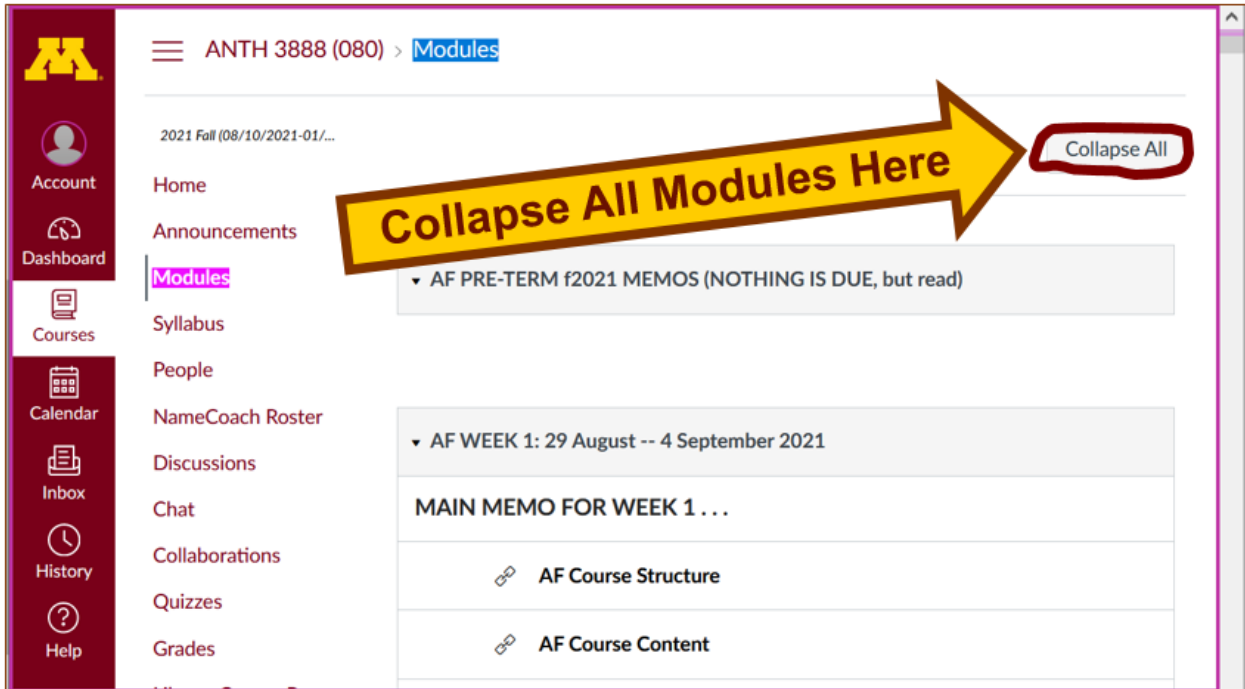 M
ANTH 3888 (080) > Modules
2021 Fall (08/10/2021-01/...
Collapse All
Collapse All Modules Here
Account
Dashboard
Courses
Calendar
Inbox
History
Help
Home
Announcements
Modules
Syllabus
People
NameCoach Roster
Discussions
Chat
Collaborations
Quizzes
Grades
AF PRE-TERM f2021 MEMOS (NOTHING IS DUE, but read)
AF WEEK 1: 29 August -- 4 September 2021
MAIN MEMO FOR WEEK 1 . . .
AF Course Structure
AF Course Content